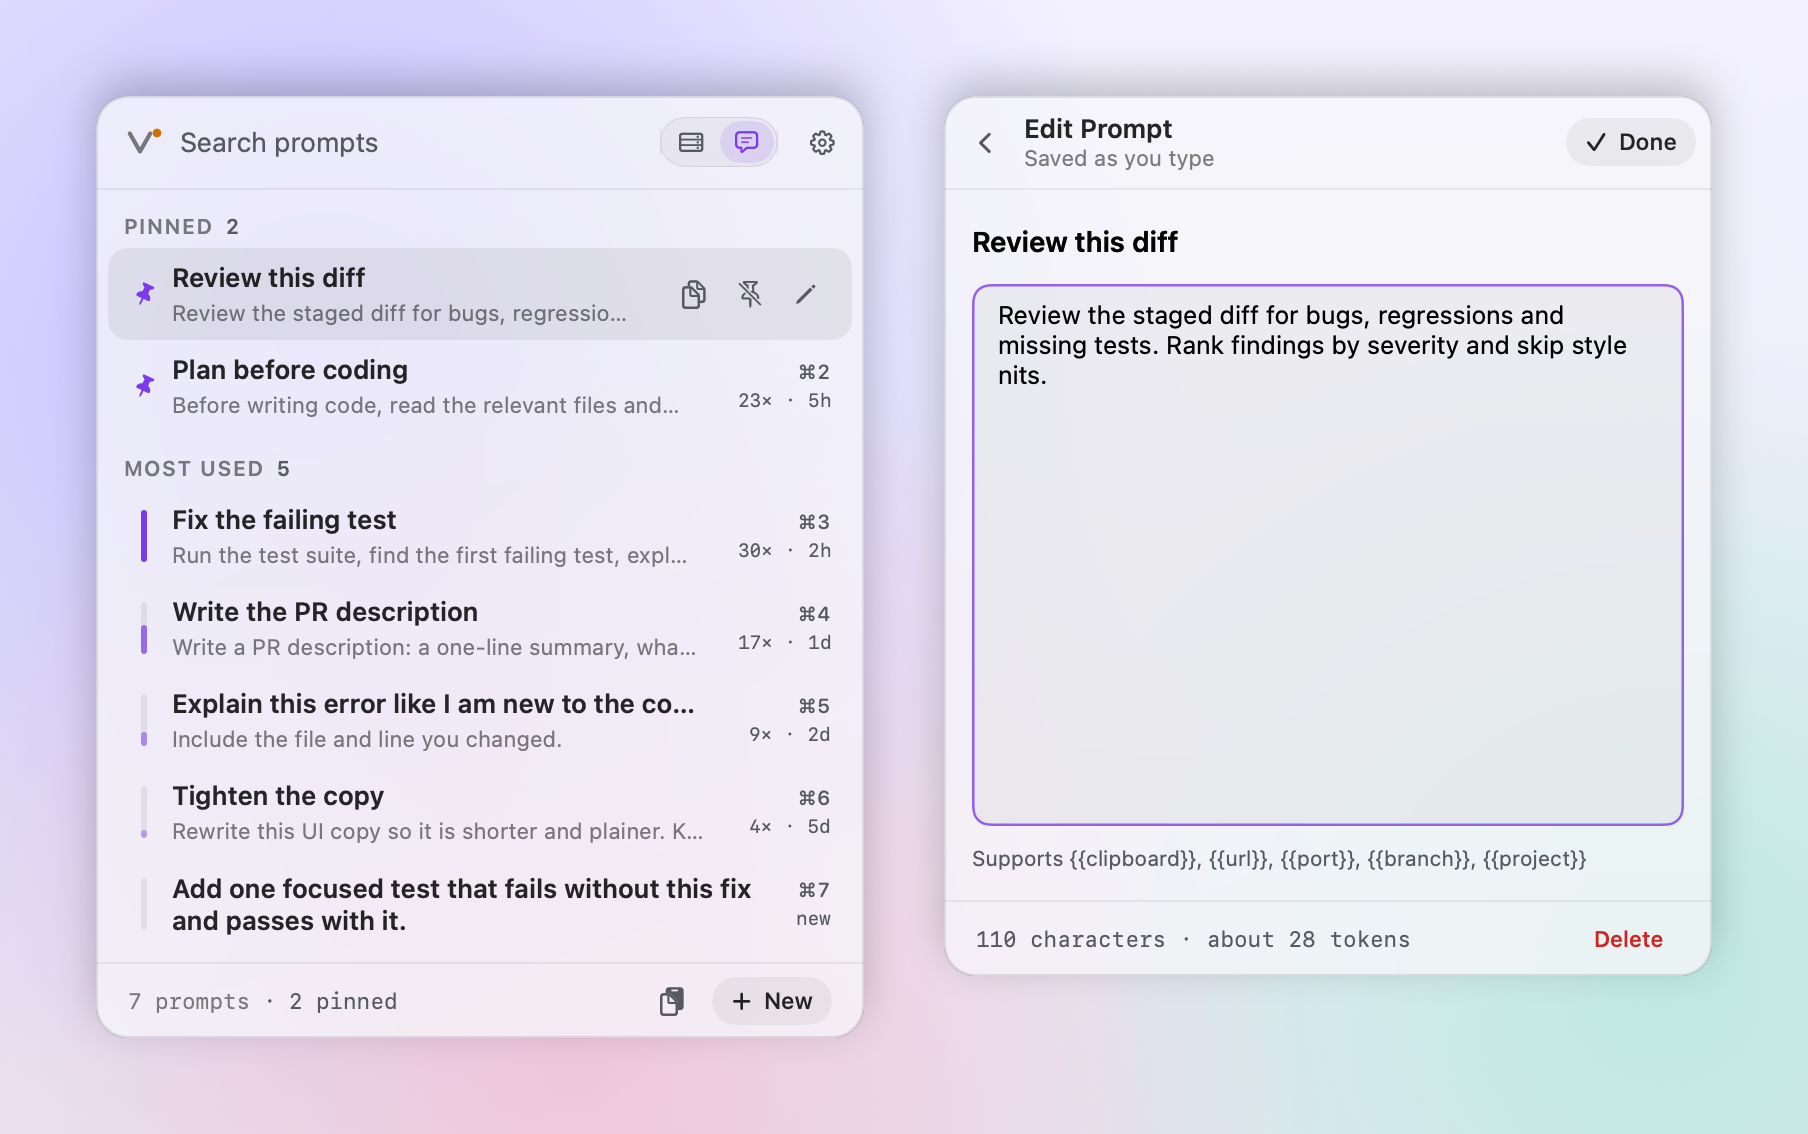 Search prompts
PINNED 2
Review this diff
Review the staged diff for bugs, regressio...
Plan before coding
⌘2
Before writing code, read the relevant files and...
23× · 5h
MOST USED 5
Fix the failing test
⌘3
Run the test suite, find the first failing test, expl...
30× · 2h
Write the PR description
⌘4
Write a PR description: a one-line summary, wha...
17× · 1d
Explain this error like I am new to the co...
⌘5
Include the file and line you changed.
9× · 2d
Tighten the copy
⌘6
Rewrite this UI copy so it is shorter and plainer. K...
4× · 5d
Add one focused test that fails without this fix
and passes with it.
⌘7
new
7 prompts · 2 pinned
+ New
Edit Prompt
Saved as you type
✓ Done
Review this diff
Review the staged diff for bugs, regressions and
missing tests. Rank findings by severity and skip style
nits.
Supports {{clipboard}}, {{url}}, {{port}}, {{branch}}, {{project}}
110 characters · about 28 tokens
Delete